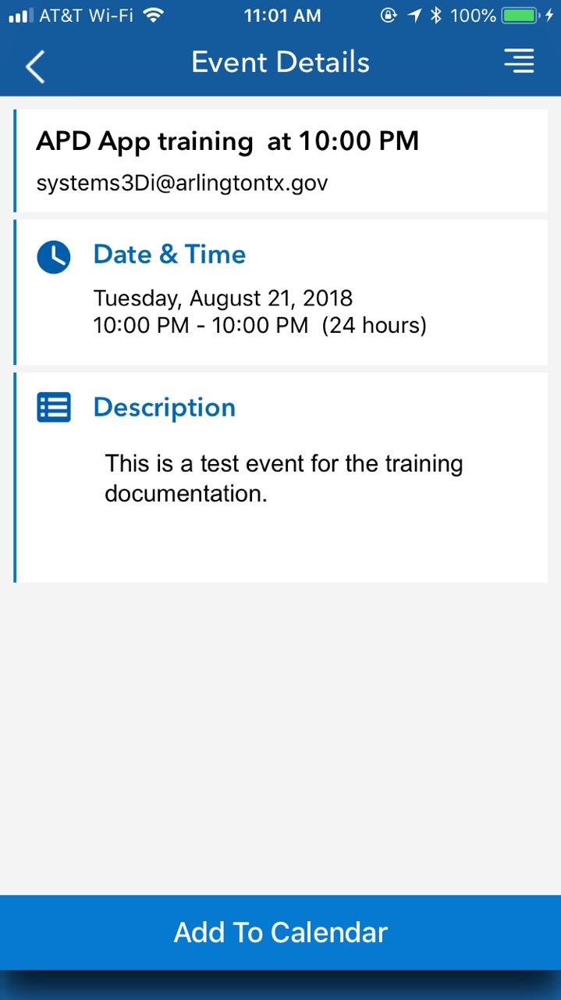 AT&T Wi-Fi 11:01 AM 100%
Event Details
APD App training  at 10:00 PM
systems3Di@arlingtontx.gov
Date & Time
Tuesday, August 21, 2018
10:00 PM - 10:00 PM  (24 hours)
Description
This is a test event for the training
documentation.
Add To Calendar